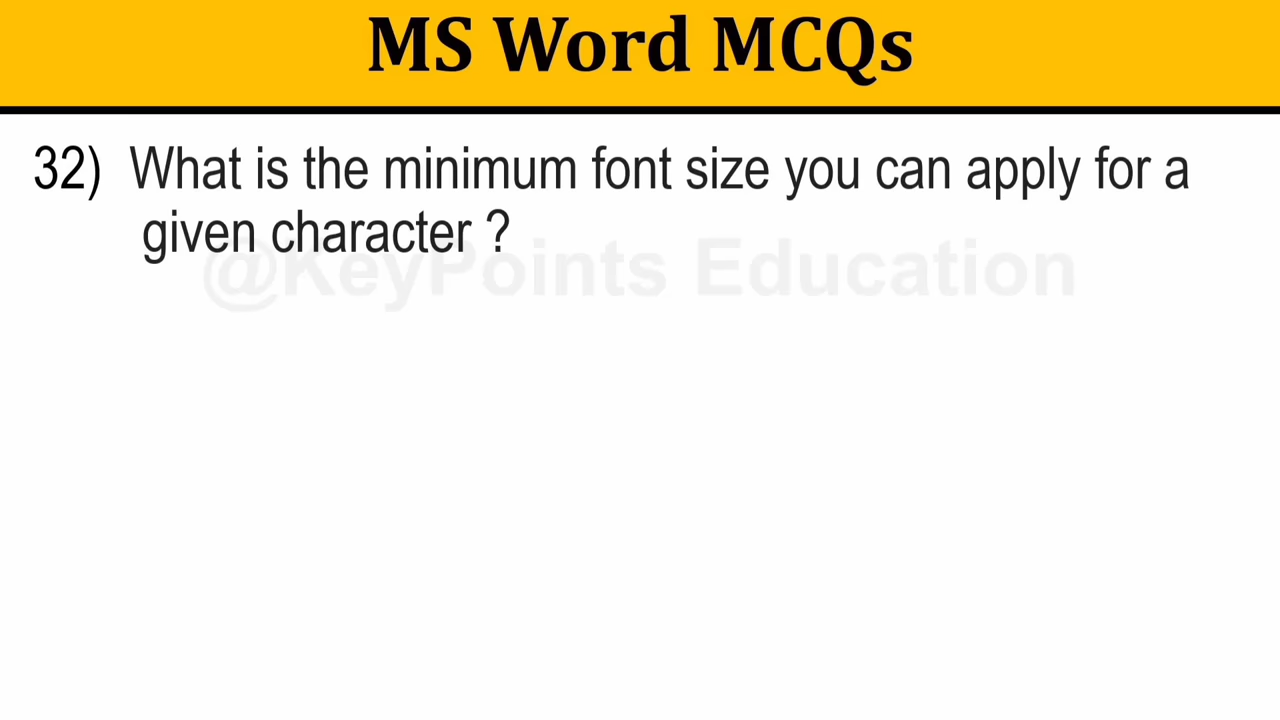 MS Word MCQs
32) What is the minimum font size you can apply for a
given character ?
@KeyPoints Education